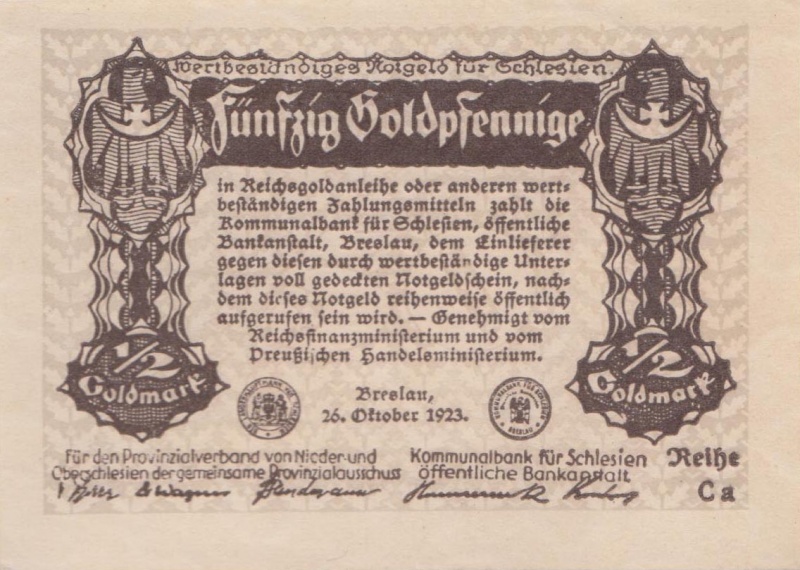 Wertbeständiges Notgeld für Schlesien.
Fünfzig Goldpfennige
in Reichsgoldanleihe oder anderen wert-
beständigen Zahlungsmitteln zahlt die
Kommunalbank für Schlesien, öffentliche
Bankanstalt, Breslau, dem Einlieferer
gegen diesen durch wertbeständige Unter-
lagen voll gedeckten Notgeldschein, nach-
dem dieses Notgeld reihenweise öffentlich
aufgerufen sein wird. — Genehmigt vom
Reichsfinanzministerium und vom
Preußischen Handelsministerium.
1/2
Goldmark
1/2
Goldmark
Breslau,
26. Oktober 1923.
Für den Provinzialverband von Nieder- und
Oberschlesien der gemeinsame Provinzialausschuss
Kommunalbank für Schlesien
öffentliche Bankanstalt
Reihe
Ca